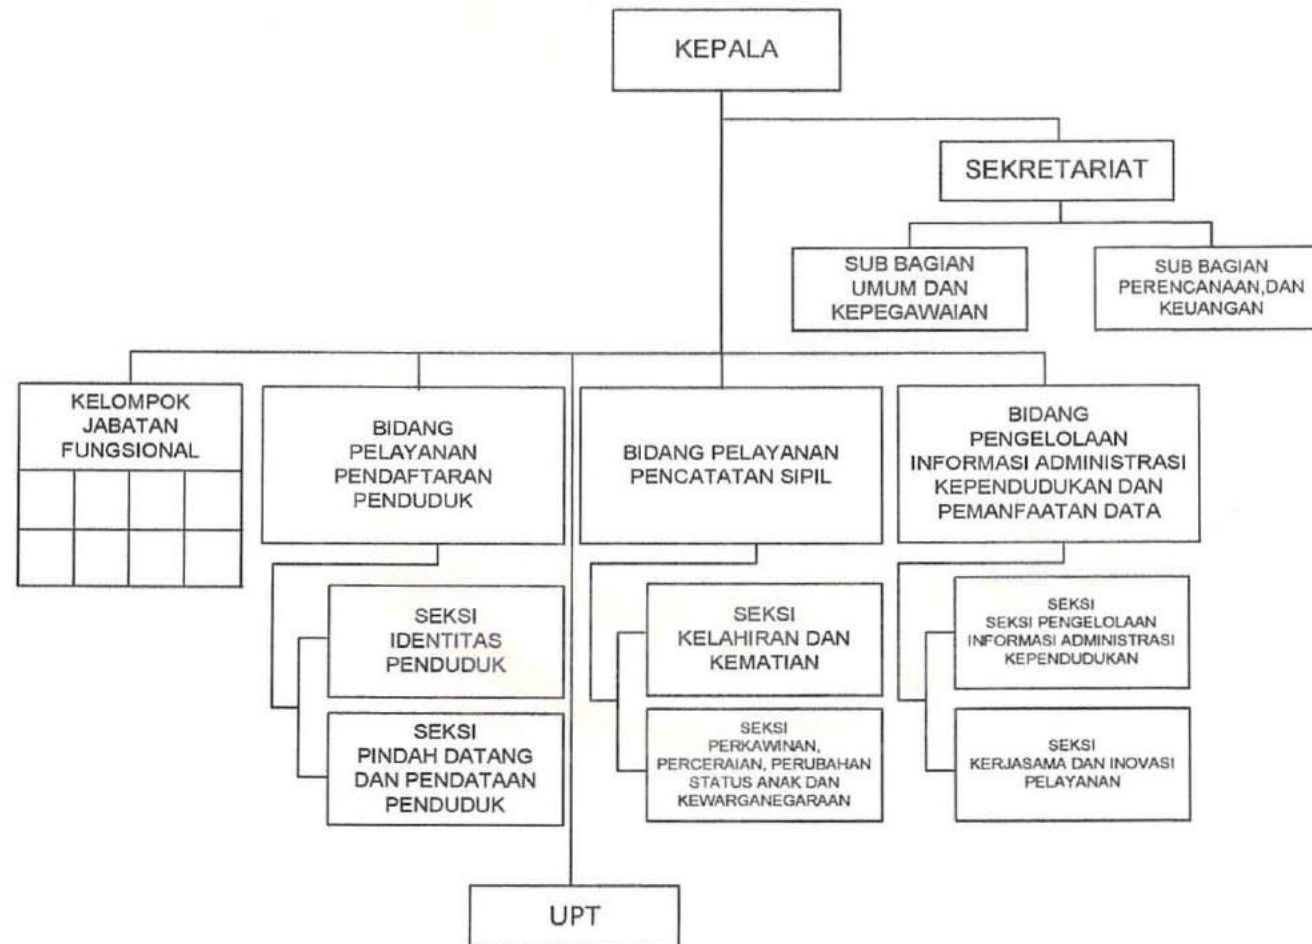 KEPALA
SEKRETARIAT
SUB BAGIAN
UMUM DAN
KEPEGAWAIAN
SUB BAGIAN
PERENCANAAN,DAN
KEUANGAN
KELOMPOK
JABATAN
FUNGSIONAL
BIDANG
PELAYANAN
PENDAFTARAN
PENDUDUK
BIDANG PELAYANAN
PENCATATAN SIPIL
BIDANG
PENGELOLAAN
INFORMASI ADMINISTRASI
KEPENDUDUKAN DAN
PEMANFAATAN DATA
SEKSI
IDENTITAS
PENDUDUK
SEKSI
PINDAH DATANG
DAN PENDATAAN
PENDUDUK
SEKSI
KELAHIRAN DAN
KEMATIAN
SEKSI
PERKAWINAN,
PERCERAIAN, PERUBAHAN
STATUS ANAK DAN
KEWARGANEGARAAN
SEKSI
SEKSI PENGELOLAAN
INFORMASI ADMINISTRASI
KEPENDUDUKAN
SEKSI
KERJASAMA DAN INOVASI
PELAYANAN
UPT